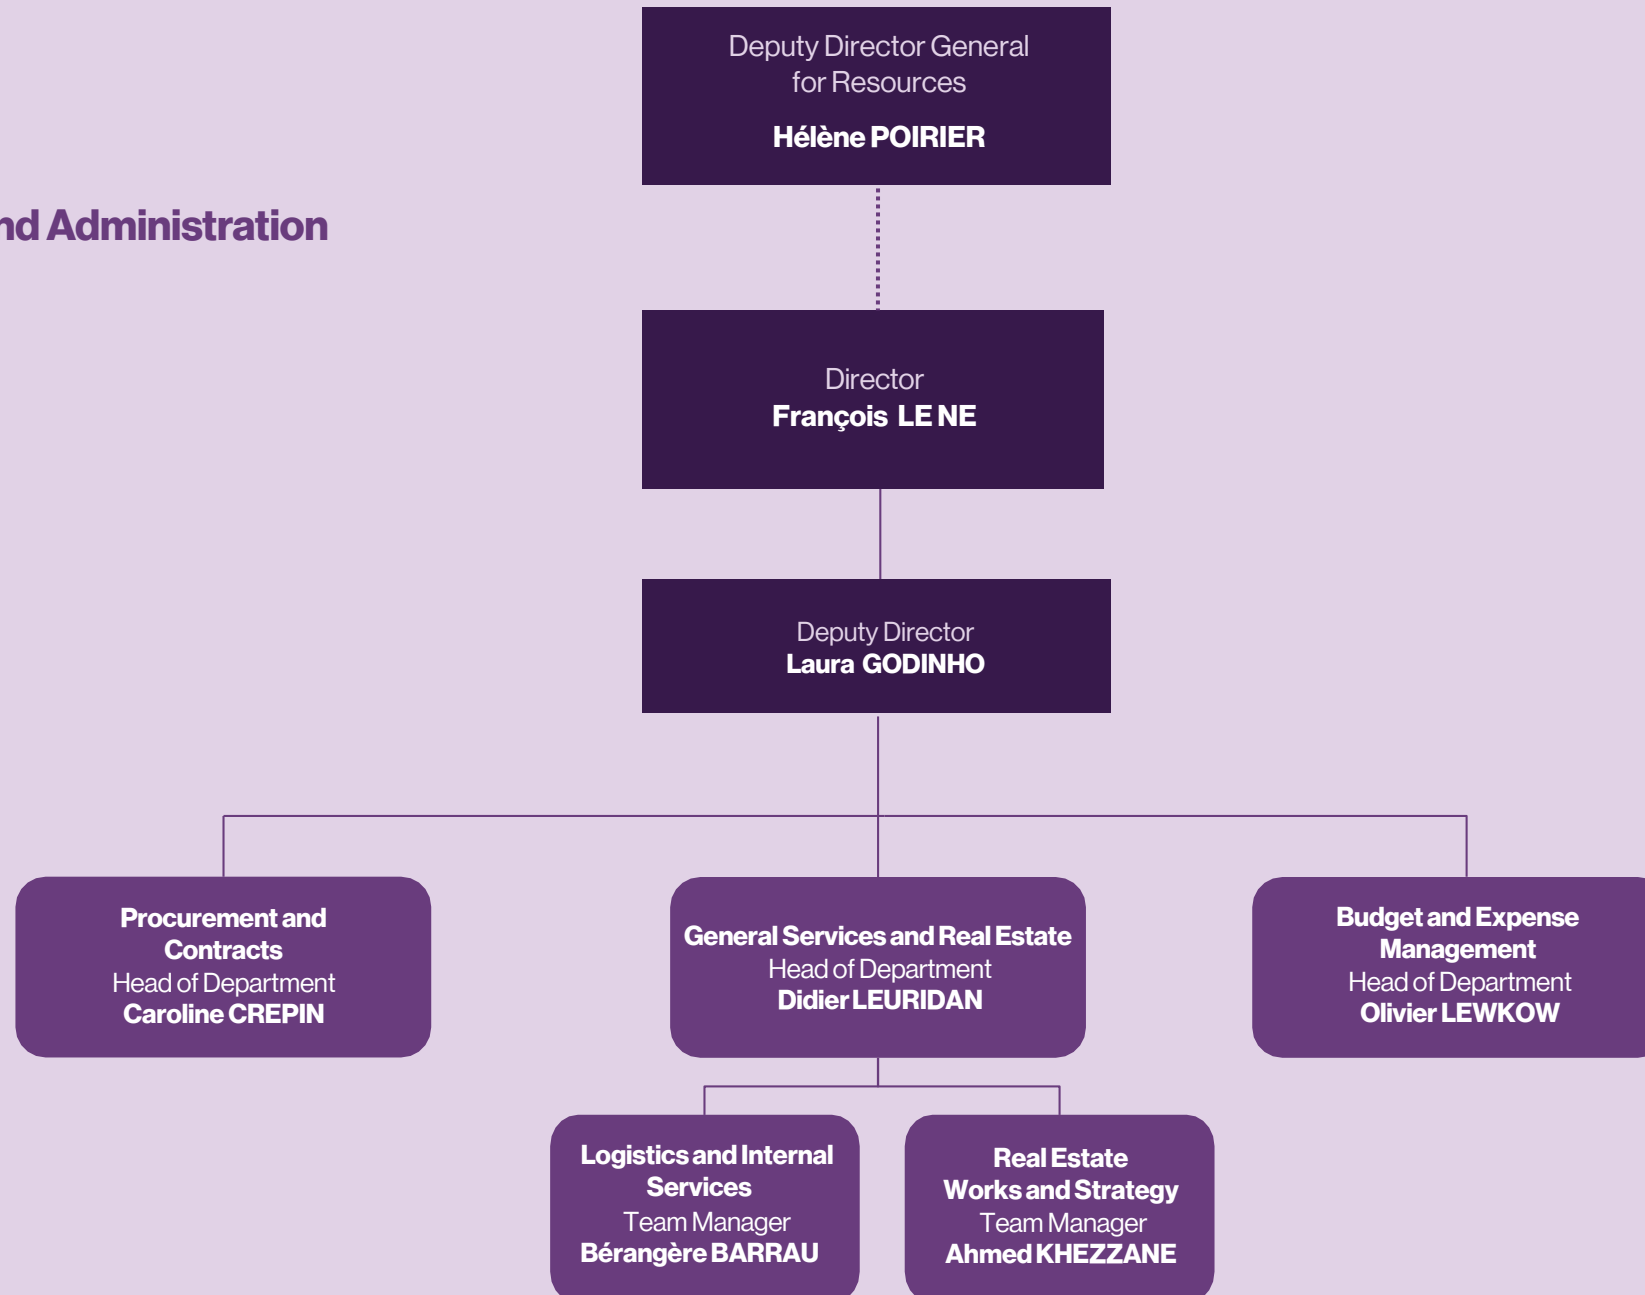 Deputy Director General
for Resources
Hélène POIRIER
nd Administration
Director
François LE NE
Deputy Director
Laura GODINHO
Procurement and
Contracts
Head of Department
Caroline CREPIN
General Services and Real Estate
Head of Department
Didier LEURIDAN
Budget and Expense
Management
Head of Department
Olivier LEWKOW
Logistics and Internal
Services
Team Manager
Bérangère BARRAU
Real Estate
Works and Strategy
Team Manager
Ahmed KHEZZANE